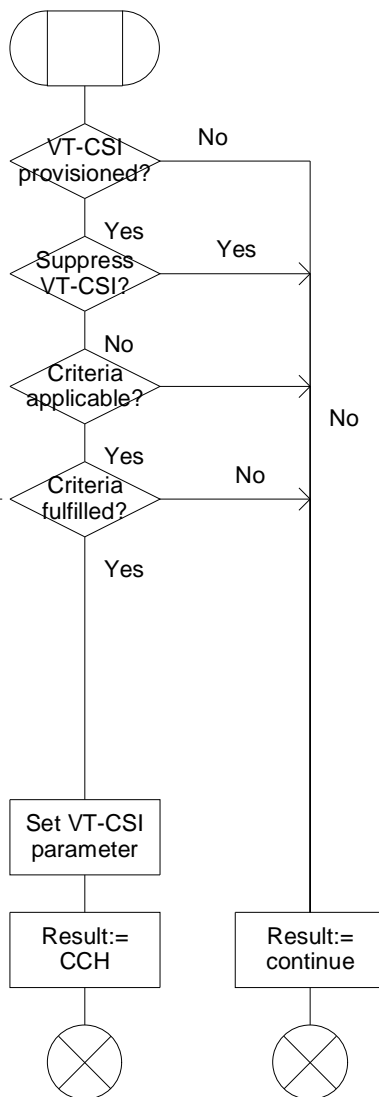 VT-CSI
provisioned?
No
Yes
Suppress
VT-CSI?
Yes
No
Criteria
applicable?
No
Yes
Criteria
fulfilled?
No
Yes
Set VT-CSI
parameter
Result:=
CCH
Result:=
continue